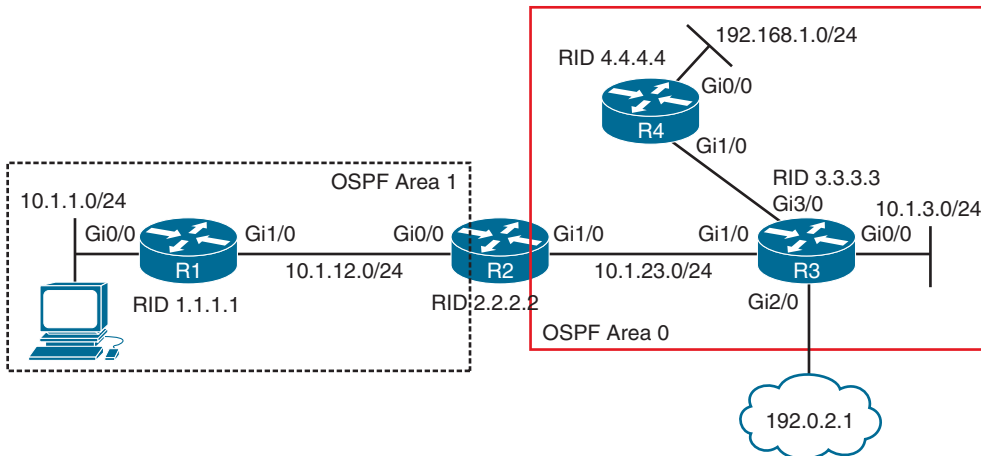 192.168.1.0/24
RID 4.4.4.4
Gi0/0
R4
Gi1/0
OSPF Area 1
RID 3.3.3.3
10.1.1.0/24
Gi3/0
10.1.3.0/24
Gi0/0
Gi1/0
Gi0/0
Gi1/0
Gi1/0
Gi0/0
R1
10.1.12.0/24
R2
10.1.23.0/24
R3
RID 1.1.1.1
RID 2.2.2.2
Gi2/0
OSPF Area 0
192.0.2.1